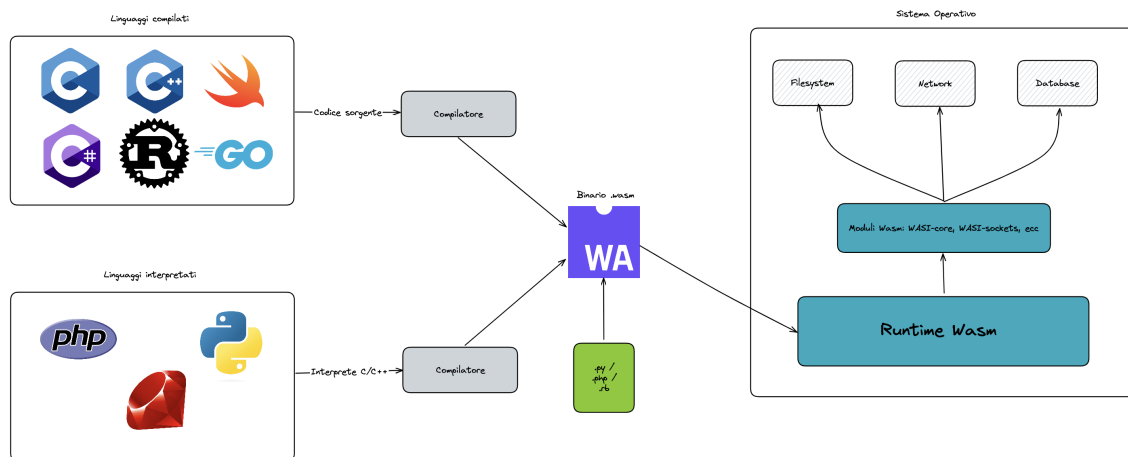 Linguaggi compilati
C
C++
C#
R
GO
Codice sorgente
Compilatore
Linguaggi interpretati
php
Interprete C/C++
Compilatore
Binario .wasm
WA
.py /
.php /
.rb
Sistema Operativo
Filesystem
Network
Database
Moduli Wasm: WASI-core, WASI-sockets, ecc
Runtime Wasm